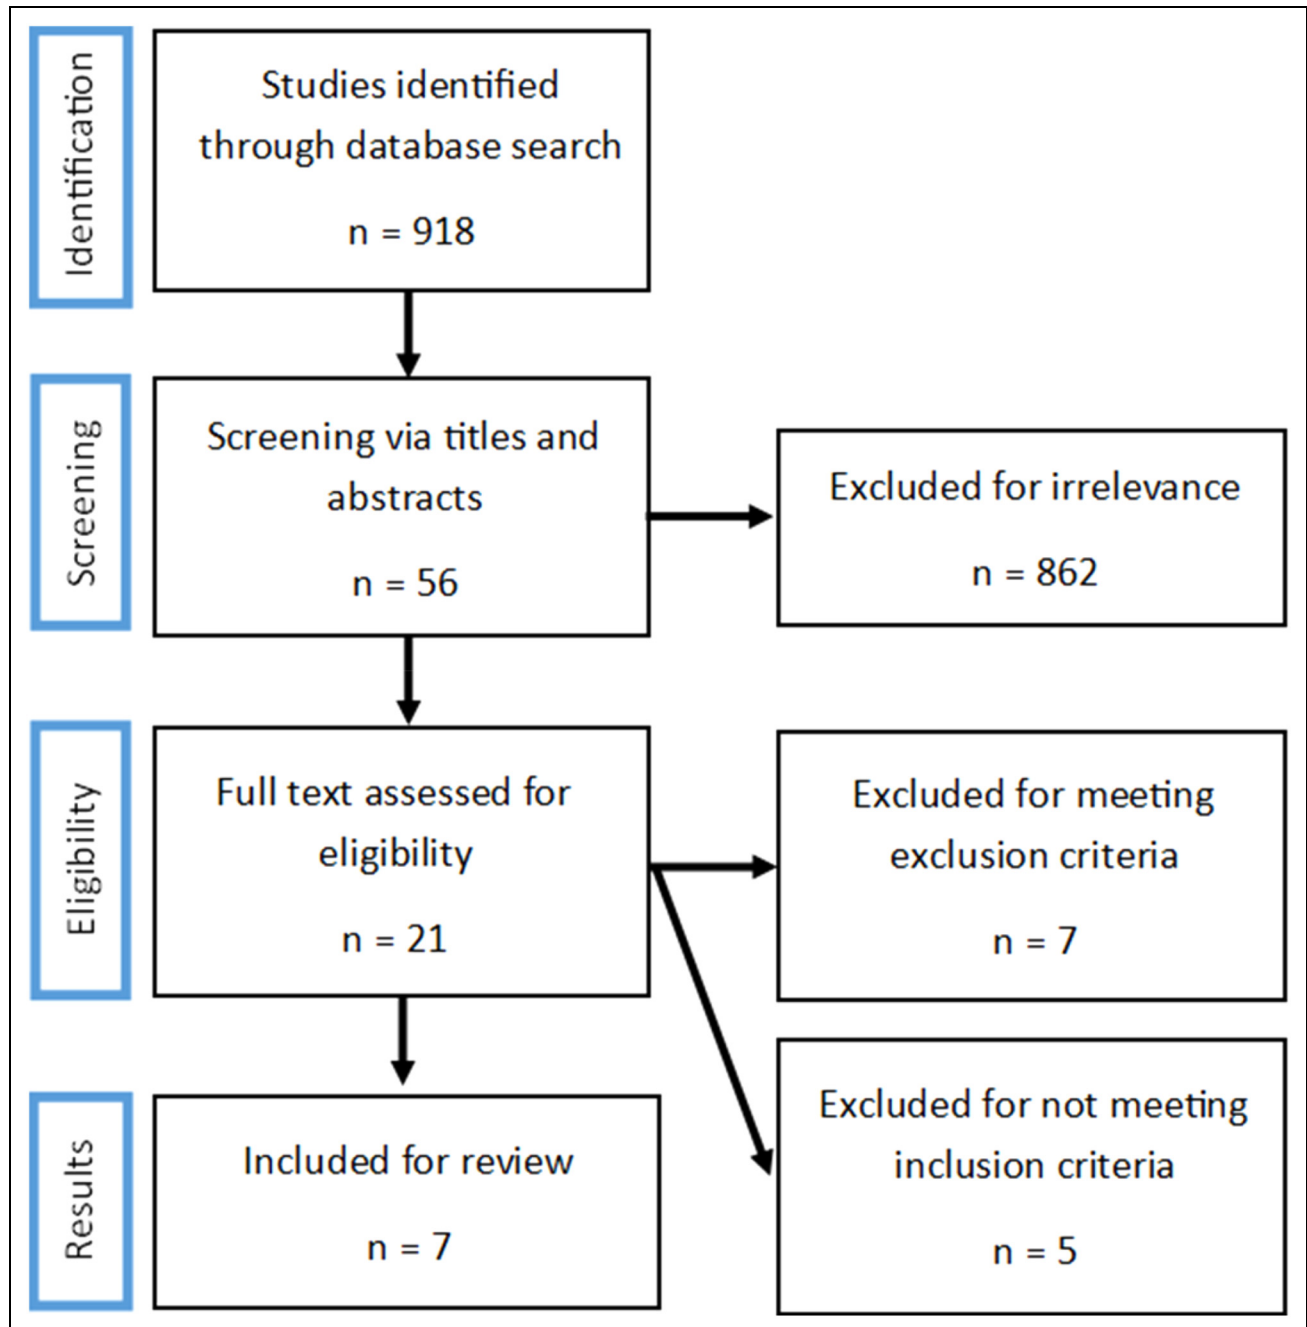 Identification
Studies identified
through database search
n = 918
Screening
Screening via titles and
abstracts
n = 56
Excluded for irrelevance
n = 862
Eligibility
Full text assessed for
eligibility
n = 21
Excluded for meeting
exclusion criteria
n = 7
Excluded for not meeting
inclusion criteria
n = 5
Results
Included for review
n = 7